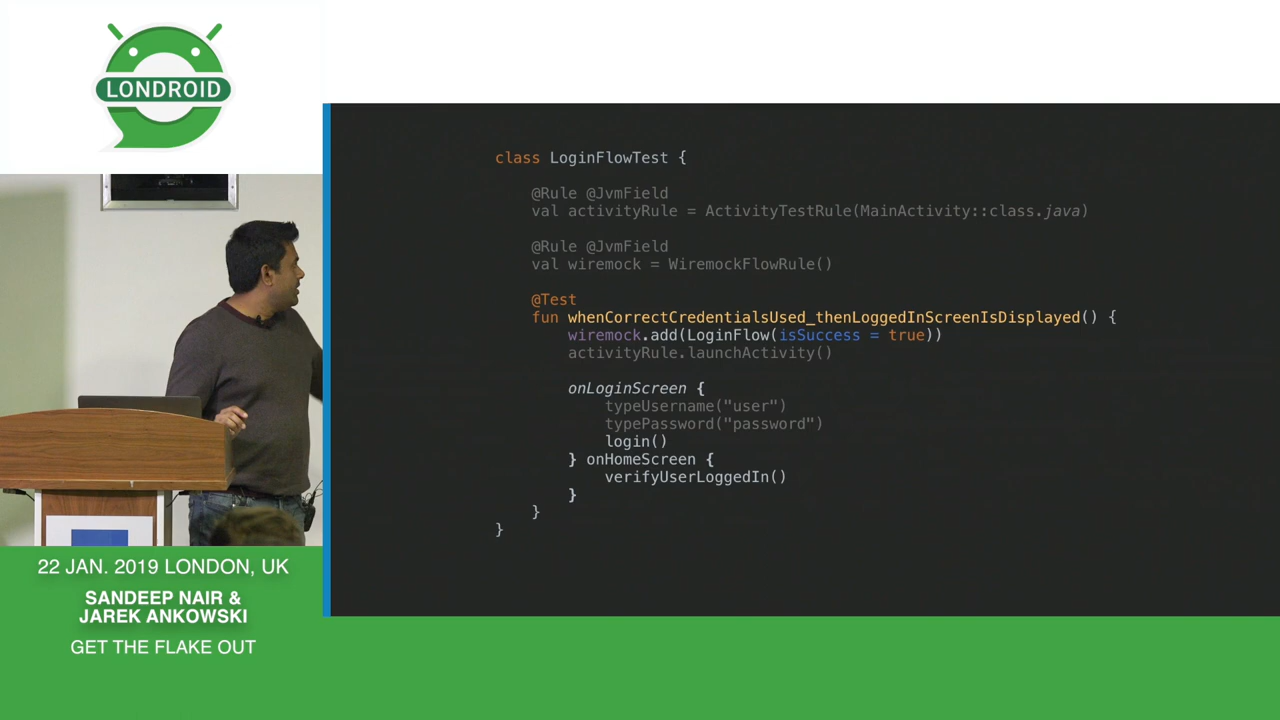 LONDROID
class LoginFlowTest {
@Rule @JvmField
val activityRule = ActivityTestRule(MainActivity::class.java)
@Rule @JvmField
val wiremock = WiremockFlowRule()
@Test
fun whenCorrectCredentialsUsed_thenLoggedInScreenIsDisplayed() {
wiremock.add(LoginFlow(isSuccess = true))
activityRule.launchActivity()
onLoginScreen {
typeUsername("user")
typePassword("password")
login()
} onHomeScreen {
verifyUserLoggedIn()
}
}
}
22 JAN. 2019 LONDON, UK
SANDEEP NAIR &
JAREK ANKOWSKI
GET THE FLAKE OUT